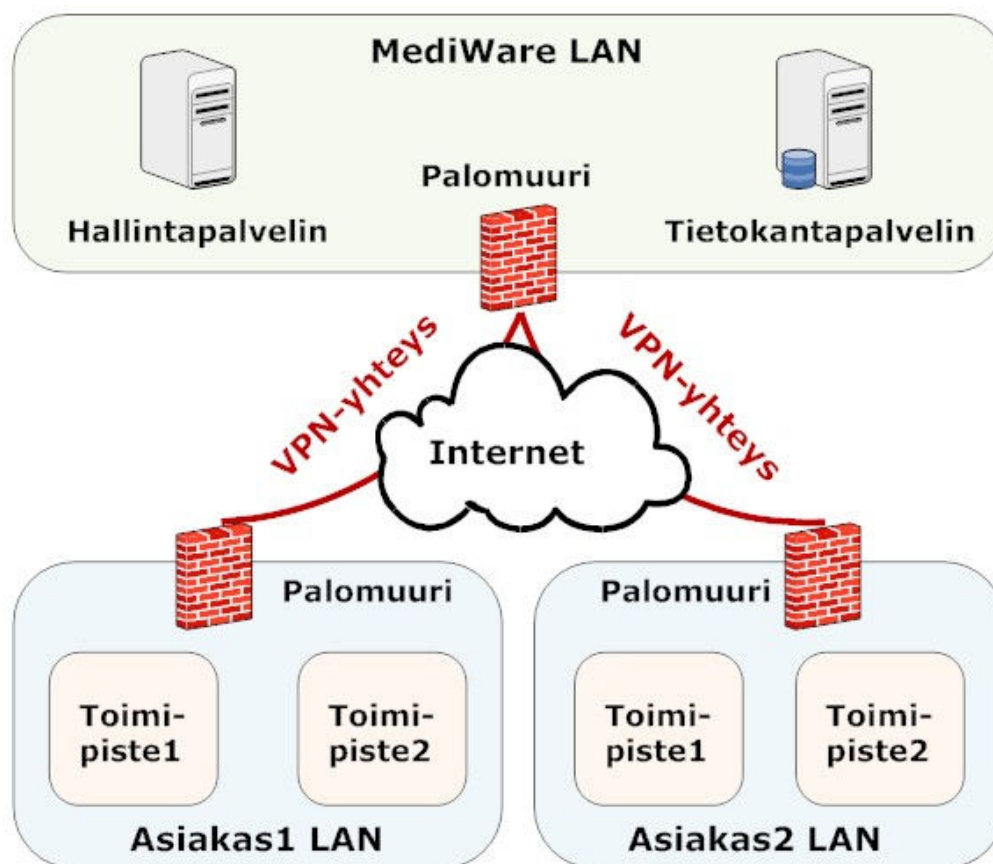 MediWare LAN
Palomuuri
Hallintapalvelin
Tietokantapalvelin
VPN-yhteys
VPN-yhteys
Internet
Palomuuri
Palomuuri
Toimi-
piste1
Toimi-
piste2
Toimi-
piste1
Toimi-
piste2
Asiakas1 LAN
Asiakas2 LAN